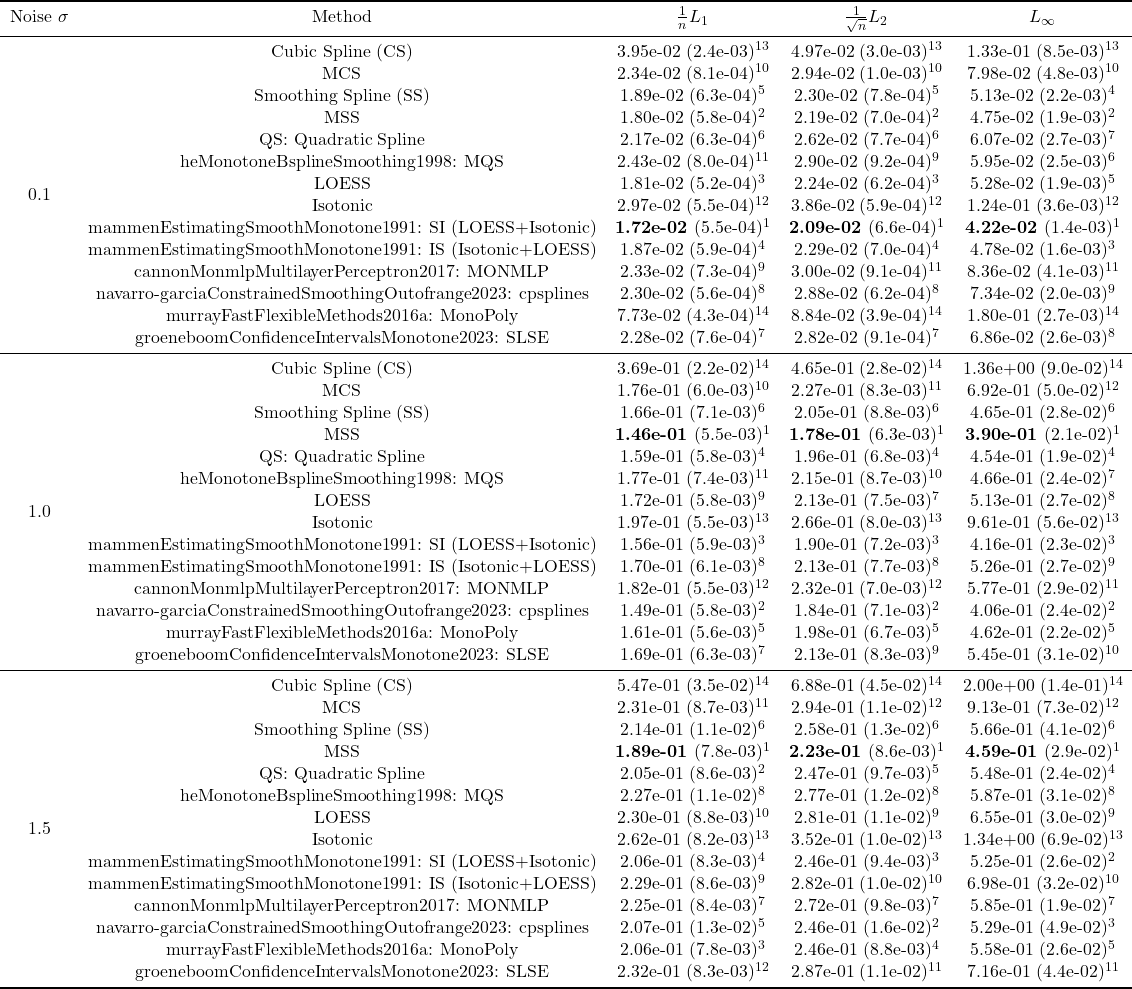 Noise σ Method 1/n L₁ 1/√n L₂ L∞
Cubic Spline (CS) 3.95e-02 (2.4e-03)¹³ 4.97e-02 (3.0e-03)¹³ 1.33e-01 (8.5e-03)¹³
MCS 2.34e-02 (8.1e-04)¹⁰ 2.94e-02 (1.0e-03)¹⁰ 7.98e-02 (4.8e-03)¹⁰
Smoothing Spline (SS) 1.89e-02 (6.3e-04)⁵ 2.30e-02 (7.8e-04)⁵ 5.13e-02 (2.2e-03)⁴
MSS 1.80e-02 (5.8e-04)² 2.19e-02 (7.0e-04)² 4.75e-02 (1.9e-03)²
QS: Quadratic Spline 2.17e-02 (6.3e-04)⁶ 2.62e-02 (7.7e-04)⁶ 6.07e-02 (2.7e-03)⁷
heMonotoneBsplineSmoothing1998: MQS 2.43e-02 (8.0e-04)¹¹ 2.90e-02 (9.2e-04)⁹ 5.95e-02 (2.5e-03)⁶
LOESS 1.81e-02 (5.2e-04)³ 2.24e-02 (6.2e-04)³ 5.28e-02 (1.9e-03)⁵
0.1
Isotonic 2.97e-02 (5.5e-04)¹² 3.86e-02 (5.9e-04)¹² 1.24e-01 (3.6e-03)¹²
mammenEstimatingSmoothMonotone1991: SI (LOESS+Isotonic) 1.72e-02 (5.5e-04)¹ 2.09e-02 (6.6e-04)¹ 4.22e-02 (1.4e-03)¹
mammenEstimatingSmoothMonotone1991: IS (Isotonic+LOESS) 1.87e-02 (5.9e-04)⁴ 2.29e-02 (7.0e-04)⁴ 4.78e-02 (1.6e-03)³
cannonMonmlpMultilayerPerceptron2017: MONMLP 2.33e-02 (7.3e-04)⁹ 3.00e-02 (9.1e-04)¹¹ 8.36e-02 (4.1e-03)¹¹
navarro-garciaConstrainedSmoothingOutofrange2023: cpsplines 2.30e-02 (5.6e-04)⁸ 2.88e-02 (6.2e-04)⁸ 7.34e-02 (2.0e-03)⁹
murrayFastFlexibleMethods2016a: MonoPoly 7.73e-02 (4.3e-04)¹⁴ 8.84e-02 (3.9e-04)¹⁴ 1.80e-01 (2.7e-03)¹⁴
groeneboomConfidenceIntervalsMonotone2023: SLSE 2.28e-02 (7.6e-04)⁷ 2.82e-02 (9.1e-04)⁷ 6.86e-02 (2.6e-03)⁸
Cubic Spline (CS) 3.69e-01 (2.2e-02)¹⁴ 4.65e-01 (2.8e-02)¹⁴ 1.36e+00 (9.0e-02)¹⁴
MCS 1.76e-01 (6.0e-03)¹⁰ 2.27e-01 (8.3e-03)¹¹ 6.92e-01 (5.0e-02)¹²
Smoothing Spline (SS) 1.66e-01 (7.1e-03)⁶ 2.05e-01 (8.8e-03)⁶ 4.65e-01 (2.8e-02)⁶
MSS 1.46e-01 (5.5e-03)¹ 1.78e-01 (6.3e-03)¹ 3.90e-01 (2.1e-02)¹
QS: Quadratic Spline 1.59e-01 (5.8e-03)⁴ 1.96e-01 (6.8e-03)⁴ 4.54e-01 (1.9e-02)⁴
heMonotoneBsplineSmoothing1998: MQS 1.77e-01 (7.4e-03)¹¹ 2.15e-01 (8.7e-03)¹⁰ 4.66e-01 (2.4e-02)⁷
LOESS 1.72e-01 (5.8e-03)⁹ 2.13e-01 (7.5e-03)⁷ 5.13e-01 (2.7e-02)⁸
1.0
Isotonic 1.97e-01 (5.5e-03)¹³ 2.66e-01 (8.0e-03)¹³ 9.61e-01 (5.6e-02)¹³
mammenEstimatingSmoothMonotone1991: SI (LOESS+Isotonic) 1.56e-01 (5.9e-03)³ 1.90e-01 (7.2e-03)³ 4.16e-01 (2.3e-02)³
mammenEstimatingSmoothMonotone1991: IS (Isotonic+LOESS) 1.70e-01 (6.1e-03)⁸ 2.13e-01 (7.7e-03)⁸ 5.26e-01 (2.7e-02)⁹
cannonMonmlpMultilayerPerceptron2017: MONMLP 1.82e-01 (5.5e-03)¹² 2.32e-01 (7.0e-03)¹² 5.77e-01 (2.9e-02)¹¹
navarro-garciaConstrainedSmoothingOutofrange2023: cpsplines 1.49e-01 (5.8e-03)² 1.84e-01 (7.1e-03)² 4.06e-01 (2.4e-02)²
murrayFastFlexibleMethods2016a: MonoPoly 1.61e-01 (5.6e-03)⁵ 1.98e-01 (6.7e-03)⁵ 4.62e-01 (2.2e-02)⁵
groeneboomConfidenceIntervalsMonotone2023: SLSE 1.69e-01 (6.3e-03)⁷ 2.13e-01 (8.3e-03)⁹ 5.45e-01 (3.1e-02)¹⁰
Cubic Spline (CS) 5.47e-01 (3.5e-02)¹⁴ 6.88e-01 (4.5e-02)¹⁴ 2.00e+00 (1.4e-01)¹⁴
MCS 2.31e-01 (8.7e-03)¹¹ 2.94e-01 (1.1e-02)¹² 9.13e-01 (7.3e-02)¹²
Smoothing Spline (SS) 2.14e-01 (1.1e-02)⁶ 2.58e-01 (1.3e-02)⁶ 5.66e-01 (4.1e-02)⁶
MSS 1.89e-01 (7.8e-03)¹ 2.23e-01 (8.6e-03)¹ 4.59e-01 (2.9e-02)¹
QS: Quadratic Spline 2.05e-01 (8.6e-03)² 2.47e-01 (9.7e-03)⁵ 5.48e-01 (2.4e-02)⁴
heMonotoneBsplineSmoothing1998: MQS 2.27e-01 (1.1e-02)⁸ 2.77e-01 (1.2e-02)⁸ 5.87e-01 (3.1e-02)⁸
LOESS 2.30e-01 (8.8e-03)¹⁰ 2.81e-01 (1.1e-02)⁹ 6.55e-01 (3.0e-02)⁹
1.5
Isotonic 2.62e-01 (8.2e-03)¹³ 3.52e-01 (1.0e-02)¹³ 1.34e+00 (6.9e-02)¹³
mammenEstimatingSmoothMonotone1991: SI (LOESS+Isotonic) 2.06e-01 (8.3e-03)⁴ 2.46e-01 (9.4e-03)³ 5.25e-01 (2.6e-02)²
mammenEstimatingSmoothMonotone1991: IS (Isotonic+LOESS) 2.29e-01 (8.6e-03)⁹ 2.82e-01 (1.0e-02)¹⁰ 6.98e-01 (3.2e-02)¹⁰
cannonMonmlpMultilayerPerceptron2017: MONMLP 2.25e-01 (8.4e-03)⁷ 2.72e-01 (9.8e-03)⁷ 5.85e-01 (1.9e-02)⁷
navarro-garciaConstrainedSmoothingOutofrange2023: cpsplines 2.07e-01 (1.3e-02)⁵ 2.46e-01 (1.6e-02)² 5.29e-01 (4.9e-02)³
murrayFastFlexibleMethods2016a: MonoPoly 2.06e-01 (7.8e-03)³ 2.46e-01 (8.8e-03)⁴ 5.58e-01 (2.6e-02)⁵
groeneboomConfidenceIntervalsMonotone2023: SLSE 2.32e-01 (8.3e-03)¹² 2.87e-01 (1.1e-02)¹¹ 7.16e-01 (4.4e-02)¹¹